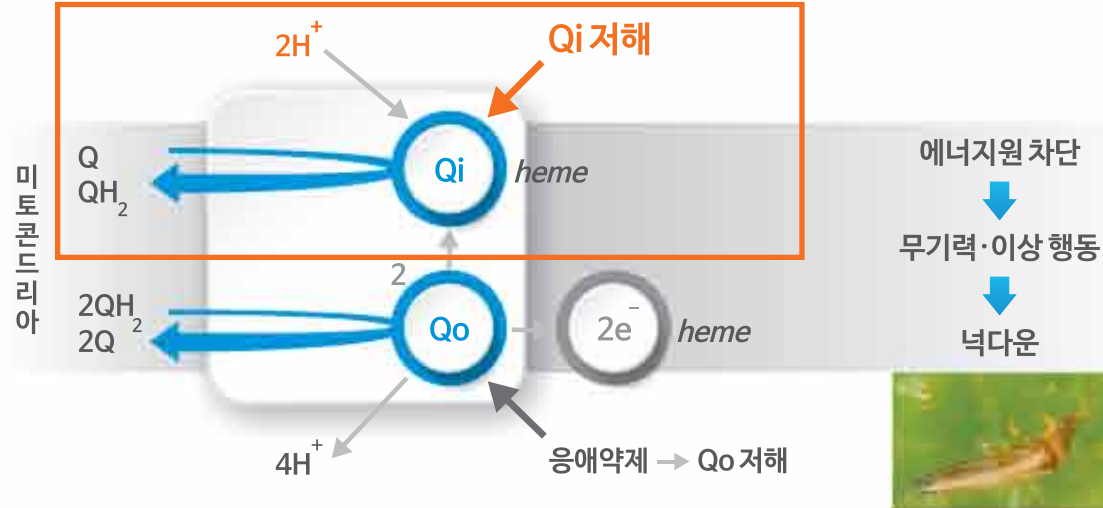 2H⁺
Qi 저해
Q
QH₂
Qi
heme
에너지원 차단
무기력·이상 행동
넉다운
미토콘드리아
2
2QH₂
2Q
Qo
2e⁻
heme
4H⁺
응애약제 → Qo 저해